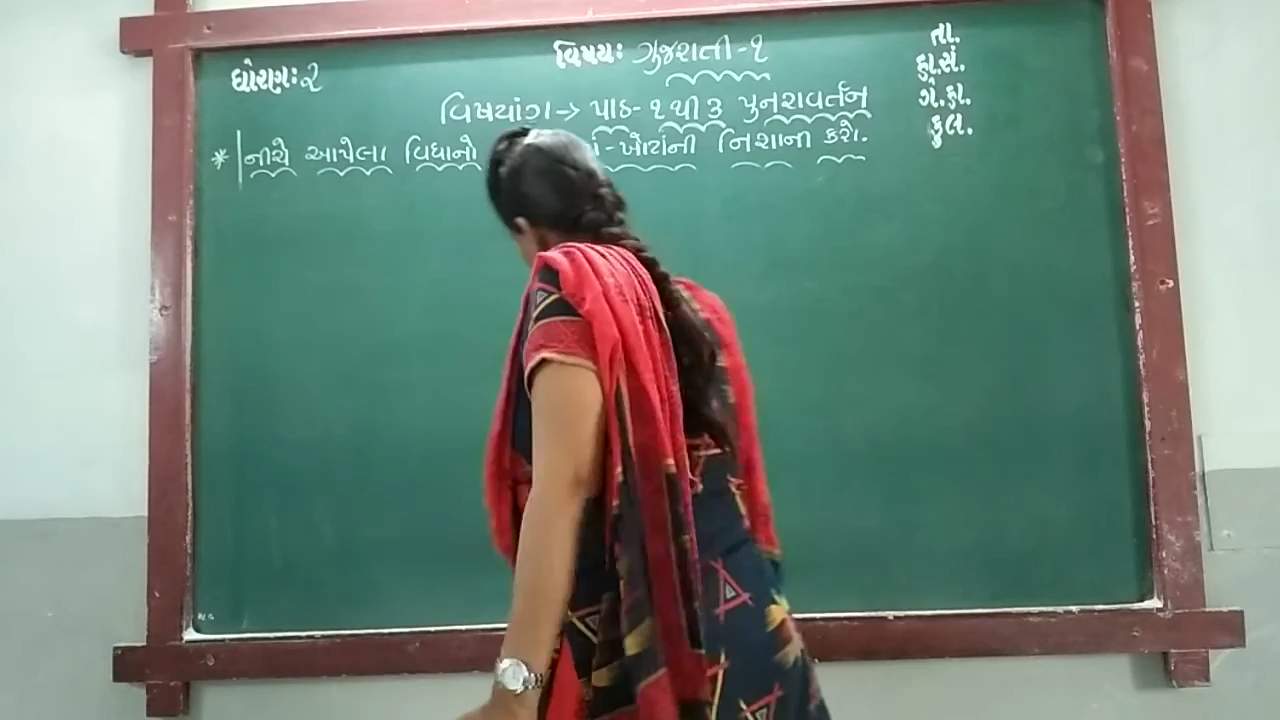 ધોરણઃ ૨
વિષયઃ ગુજરાતી-૧
તા.
હા.સં.
ગે.હા.
કુલ.
વિષયાંગ → પાઠ- ૧ થી ૩ પુનરાવર્તન
* નીચે આપેલા વિધાનો -ખોટાંની નિશાની કરો.